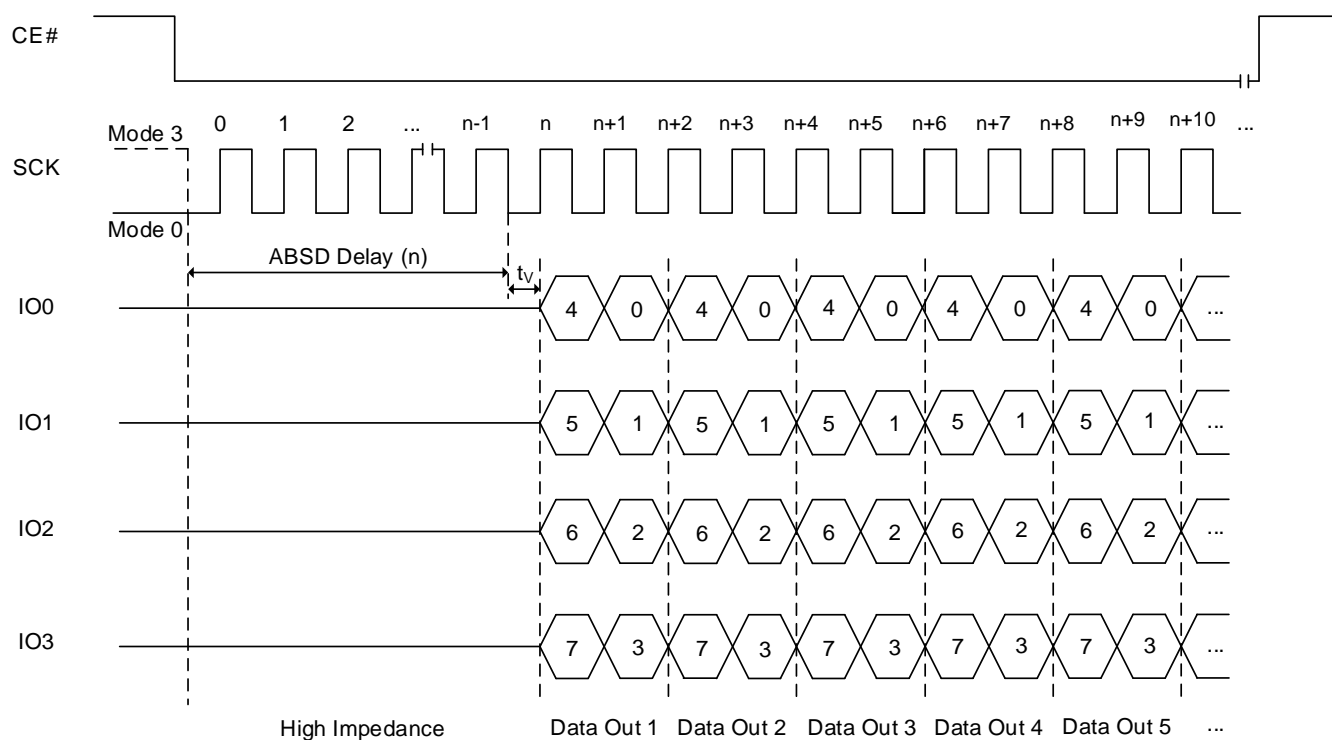 CE#
Mode 3
0 1 2 ... n-1 n n+1 n+2 n+3 n+4 n+5 n+6 n+7 n+8 n+9 n+10 ...
SCK
Mode 0
ABSD Delay (n)
tV
IO0
4 0 4 0 4 0 4 0 4 0 ...
IO1
5 1 5 1 5 1 5 1 5 1 ...
IO2
6 2 6 2 6 2 6 2 6 2 ...
IO3
7 3 7 3 7 3 7 3 7 3 ...
High Impedance Data Out 1 Data Out 2 Data Out 3 Data Out 4 Data Out 5 ...